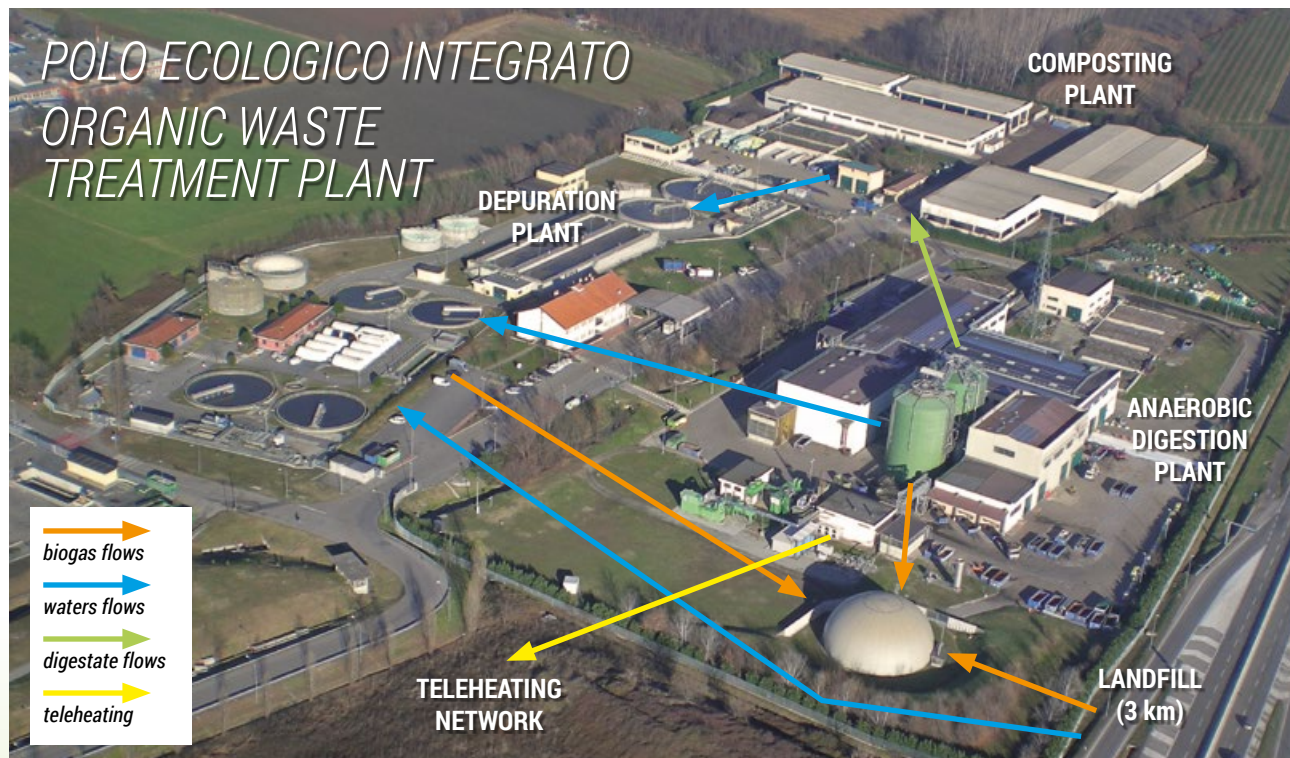 POLO ECOLOGICO INTEGRATO
ORGANIC WASTE
TREATMENT PLANT
COMPOSTING
PLANT
DEPURATION
PLANT
ANAEROBIC
DIGESTION
PLANT
biogas flows
waters flows
digestate flows
teleheating
TELEHEATING
NETWORK
LANDFILL
(3 km)